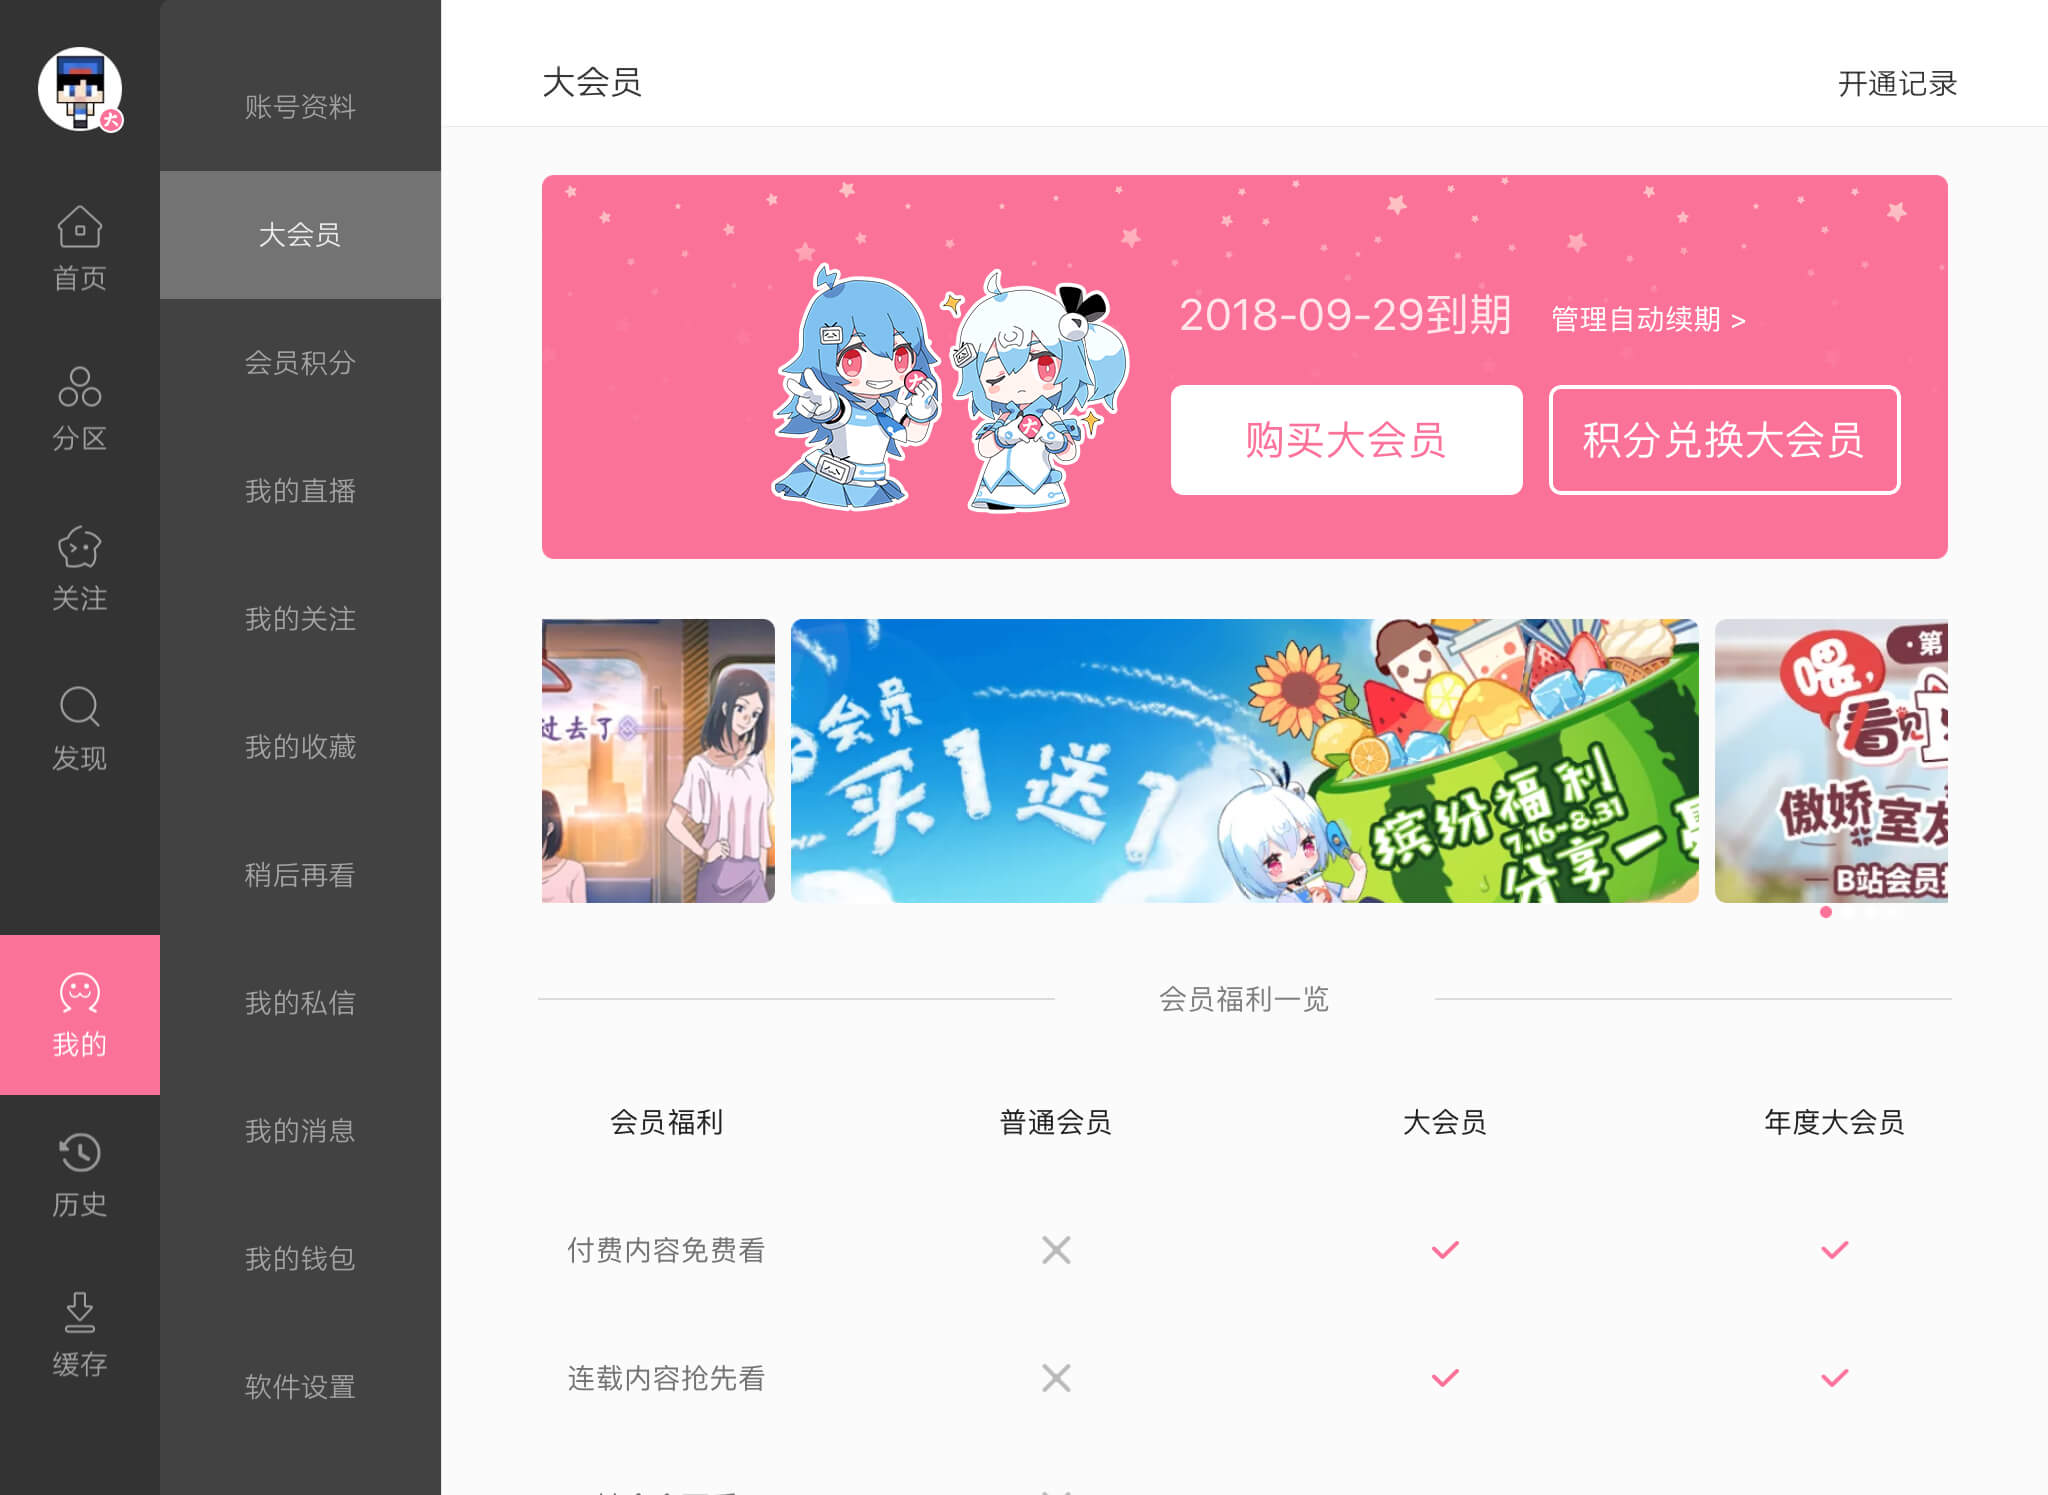 大
首页
分区
关注
发现
我的
历史
缓存
账号资料
大会员
会员积分
我的直播
我的关注
我的收藏
稍后再看
我的私信
我的消息
我的钱包
软件设置
大会员
开通记录
2018-09-29到期
管理自动续期 >
购买大会员
积分兑换大会员
过去了
会员
买1送1
缤纷福利
7.16~8.31
分享一
喂,
·第
看见
傲娇室友
B站会员
会员福利一览
会员福利 普通会员 大会员 年度大会员
付费内容免费看
连载内容抢先看